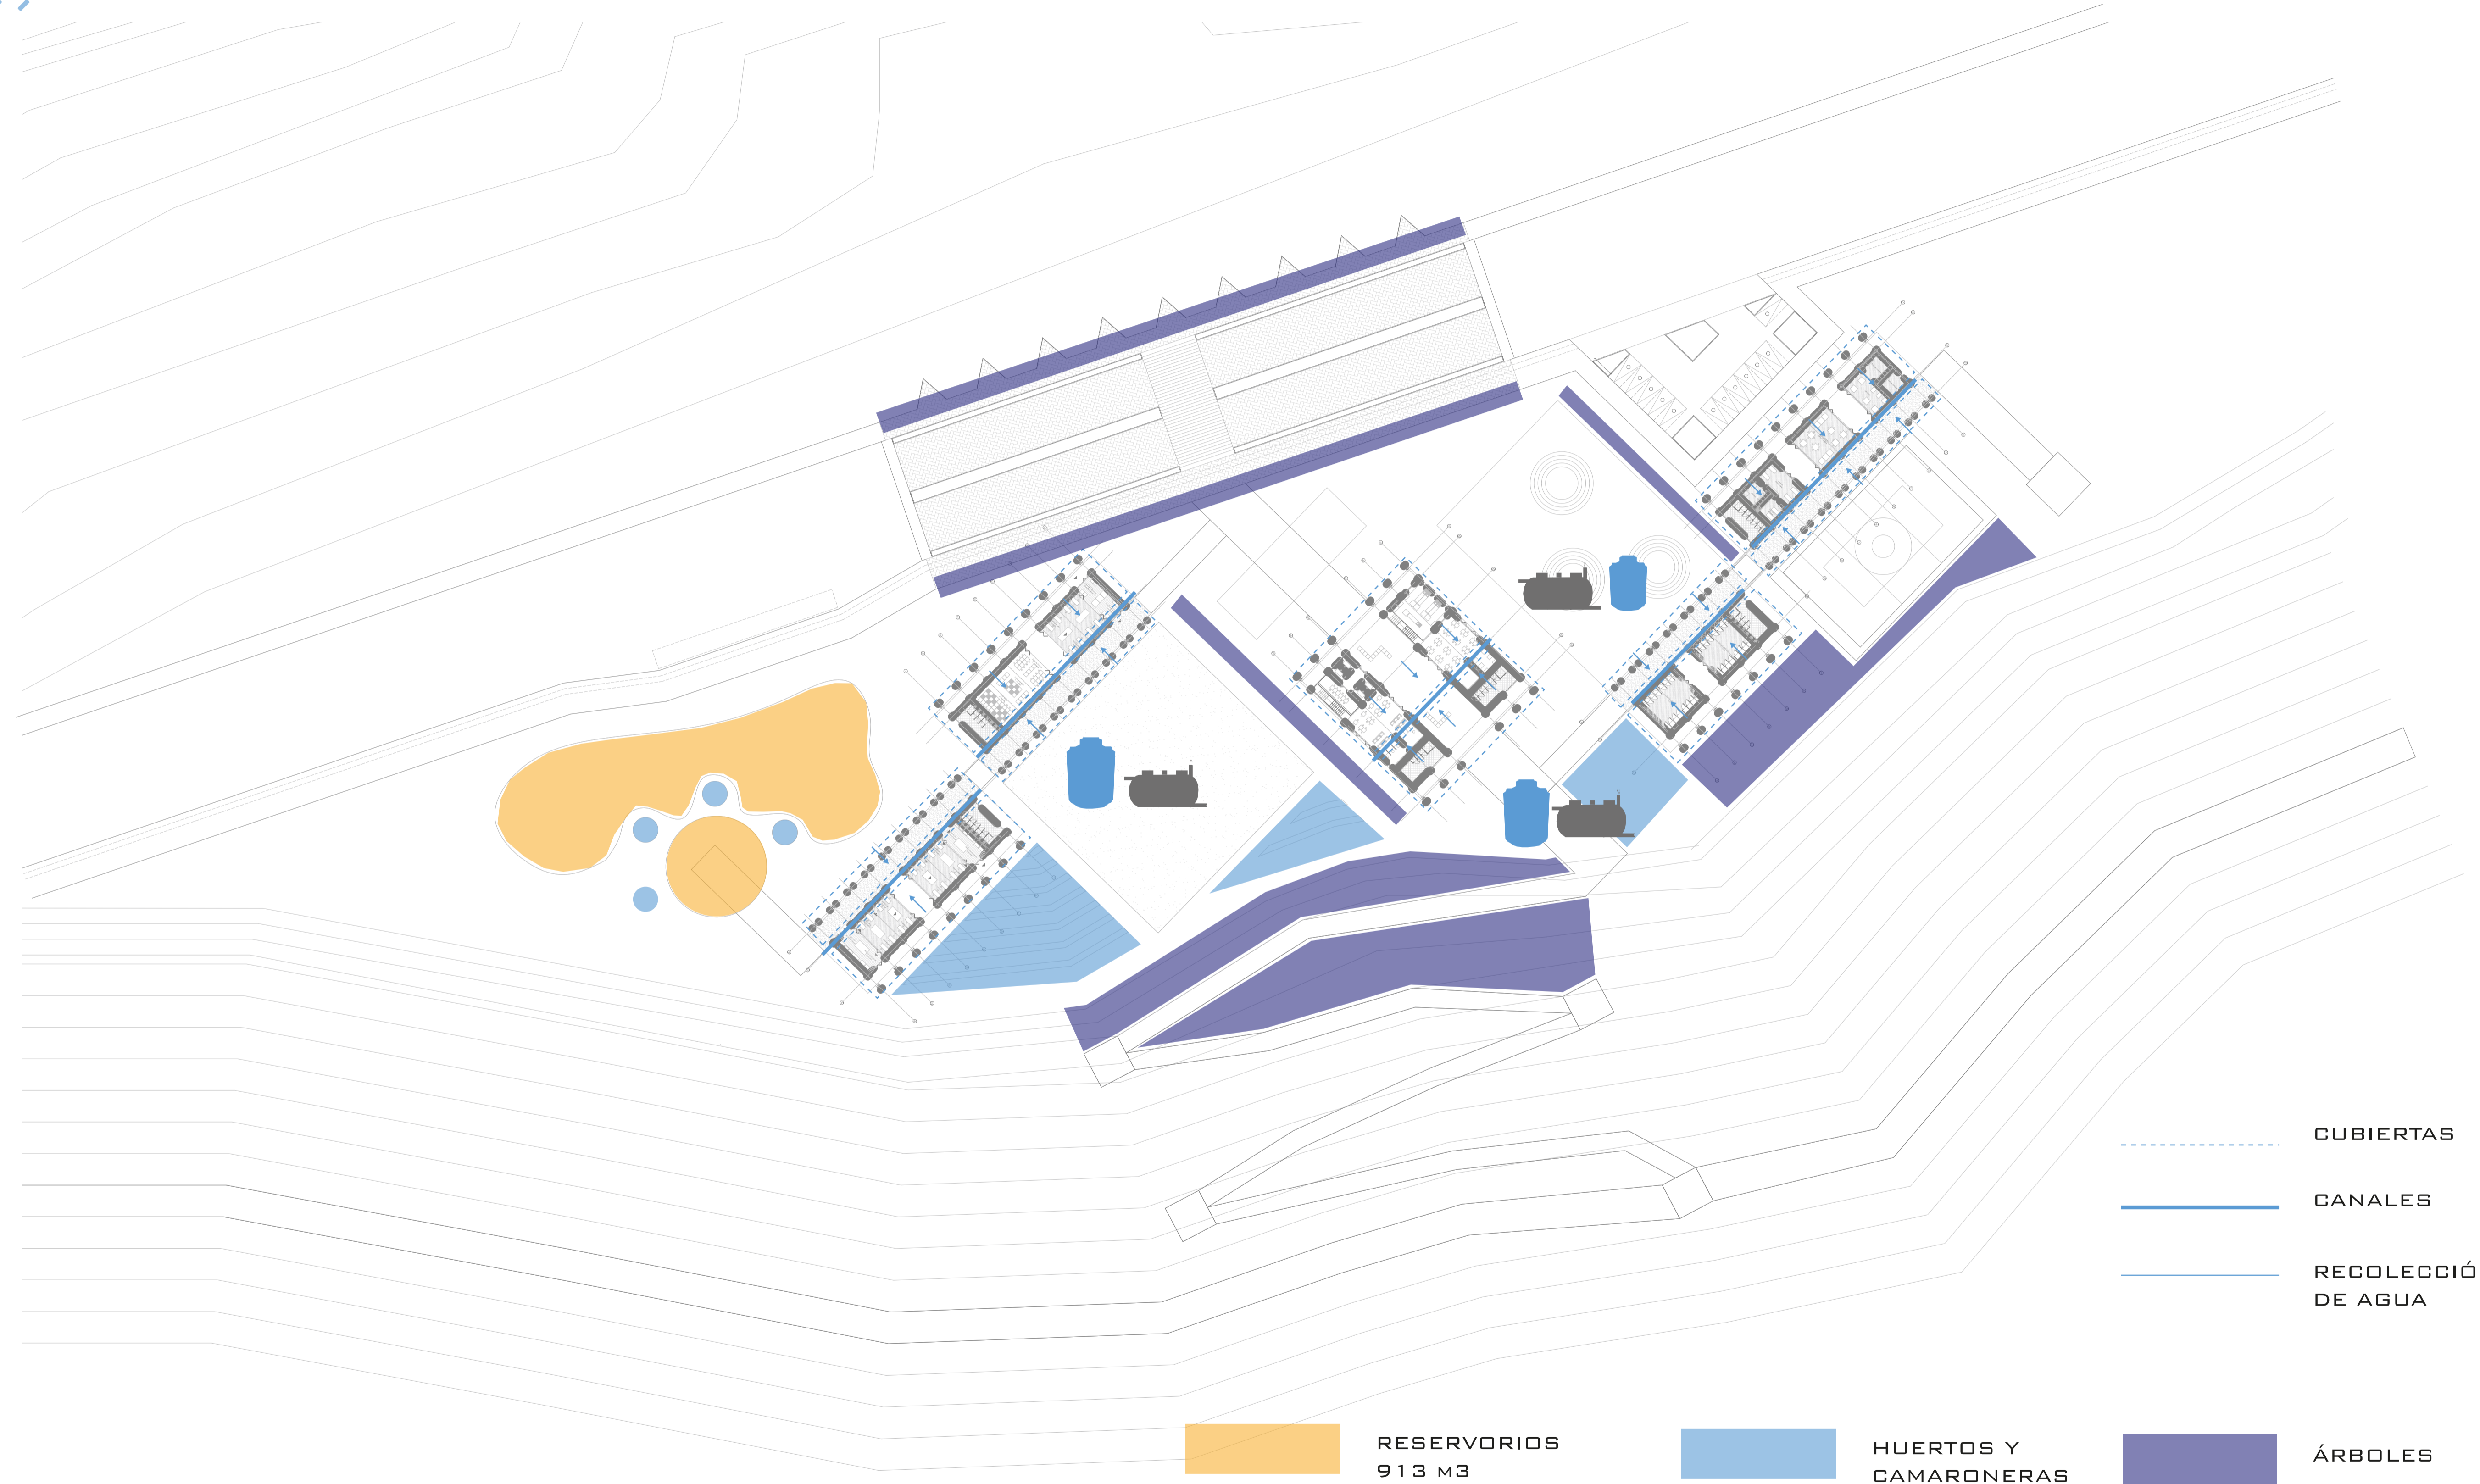 CUBIERTAS
CANALES
RECOLECCIÓ
DE AGUA
RESERVORIOS
913 M3
HUERTOS Y
CAMARONERAS
ÁRBOLES